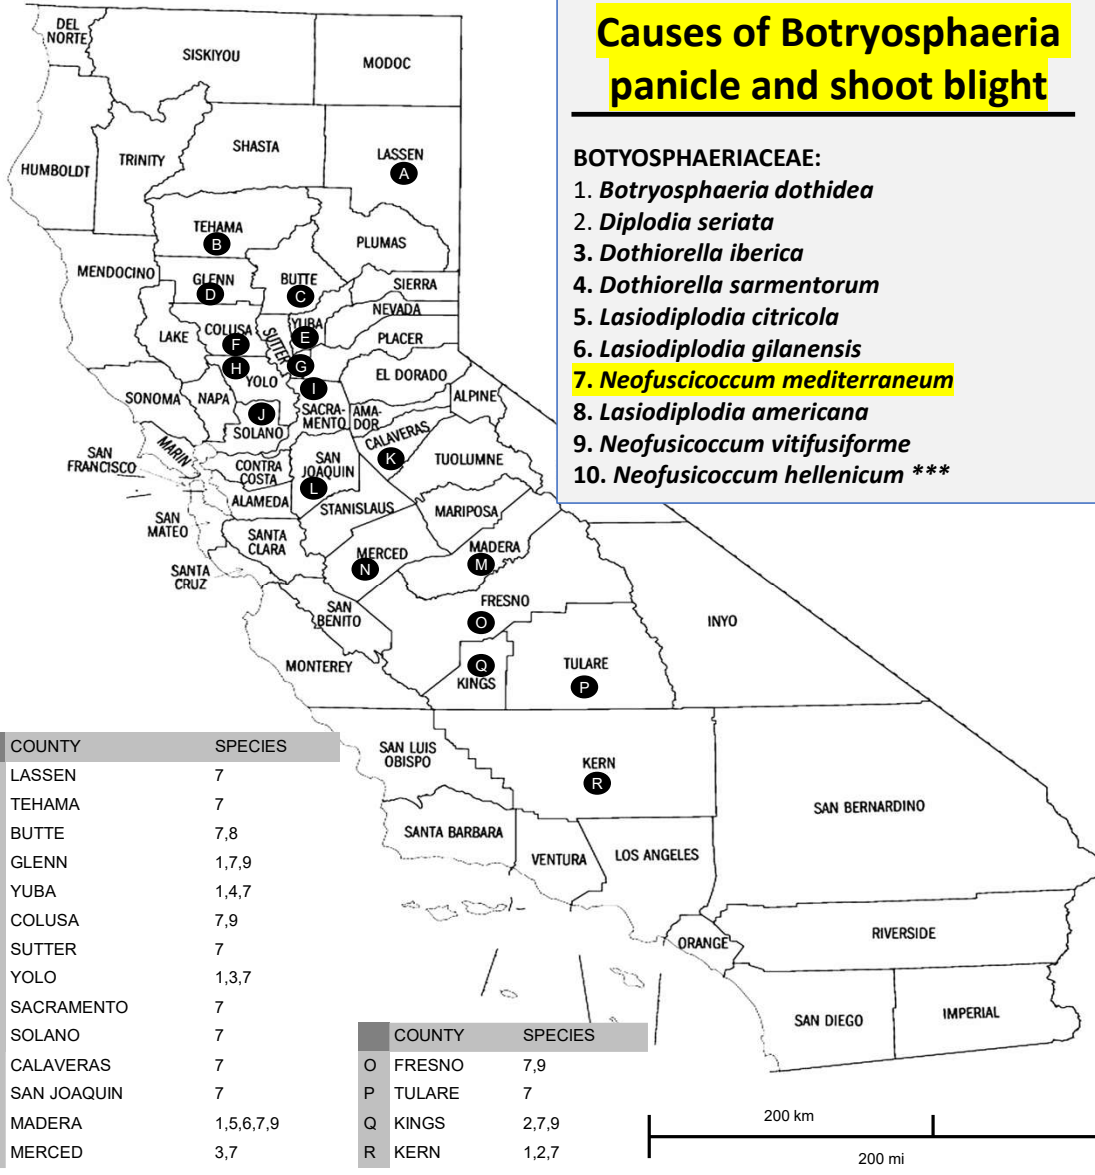 Causes of Botryosphaeria
panicle and shoot blight
BOTYOSPHAERIACEAE:
1. Botryosphaeria dothidea
2. Diplodia seriata
3. Dothiorella iberica
4. Dothiorella sarmentorum
5. Lasiodiplodia citricola
6. Lasiodiplodia gilanensis
7. Neofuscicoccum mediterraneum
8. Lasiodiplodia americana
9. Neofusicoccum vitifusiforme
10. Neofusicoccum hellenicum ***
DEL
NORTE
SISKIYOU
MODOC
HUMBOLDT
TRINITY
SHASTA
LASSEN
A
TEHAMA
B
PLUMAS
MENDOCINO
GLENN
D
BUTTE
C
SIERRA
NEVADA
LAKE
COLUSA
F
SUTTER
YUBA
E
PLACER
H
YOLO
G
I
EL DORADO
SONOMA
NAPA
J
SOLANO
SACRA-
MENTO
AMA-
DOR
ALPINE
MARIN
SAN
FRANCISCO
CONTRA
COSTA
SAN
JOAQUIN
L
CALAVERAS
K
TUOLUMNE
ALAMEDA
STANISLAUS
MARIPOSA
SAN
MATEO
SANTA
CLARA
MERCED
N
MADERA
M
SANTA
CRUZ
SAN
BENITO
FRESNO
O
INYO
MONTEREY
Q
KINGS
TULARE
P
SAN LUIS
OBISPO
KERN
R
SAN BERNARDINO
SANTA BARBARA
VENTURA
LOS ANGELES
ORANGE
RIVERSIDE
SAN DIEGO
IMPERIAL
COUNTY SPECIES
LASSEN 7
TEHAMA 7
BUTTE 7,8
GLENN 1,7,9
YUBA 1,4,7
COLUSA 7,9
SUTTER 7
YOLO 1,3,7
SACRAMENTO 7
SOLANO 7
CALAVERAS 7
SAN JOAQUIN 7
MADERA 1,5,6,7,9
MERCED 3,7
COUNTY SPECIES
O FRESNO 7,9
P TULARE 7
Q KINGS 2,7,9
R KERN 1,2,7
200 km
200 mi